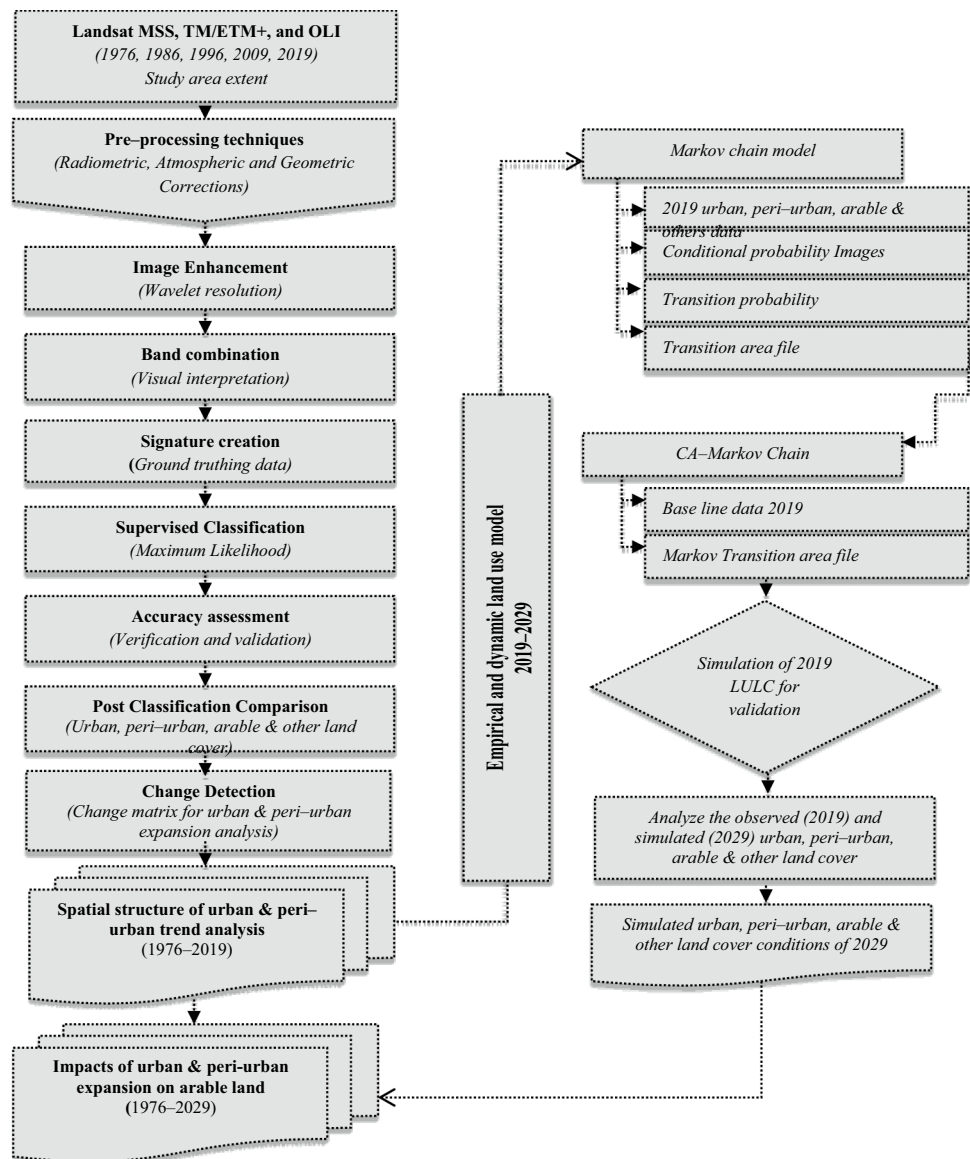 Landsat MSS, TM/ETM+, and OLI
(1976, 1986, 1996, 2009, 2019)
Study area extent
Pre–processing techniques
(Radiometric, Atmospheric and Geometric
Corrections)
Image Enhancement
(Wavelet resolution)
Band combination
(Visual interpretation)
Signature creation
(Ground truthing data)
Supervised Classification
(Maximum Likelihood)
Accuracy assessment
(Verification and validation)
Post Classification Comparison
(Urban, peri–urban, arable & other land
cover)
Change Detection
(Change matrix for urban & peri–urban
expansion analysis)
Spatial structure of urban & peri–
urban trend analysis
(1976–2019)
Impacts of urban & peri-urban
expansion on arable land
(1976–2029)
Empirical and dynamic land use model
2019–2029
Markov chain model
2019 urban, peri–urban, arable &
others data
Conditional probability Images
Transition probability
Transition area file
CA–Markov Chain
Base line data 2019
Markov Transition area file
Simulation of 2019
LULC for
validation
Analyze the observed (2019) and
simulated (2029) urban, peri–urban,
arable & other land cover
Simulated urban, peri–urban, arable &
other land cover conditions of 2029